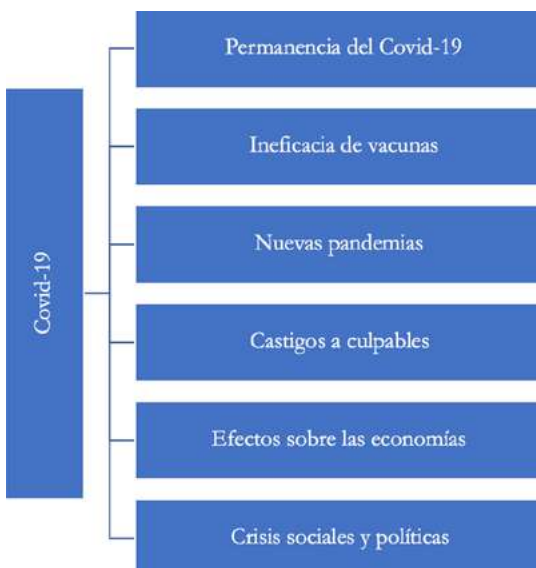 Permanencia del Covid-19
Ineficacia de vacunas
Nuevas pandemias
Covid-19
Castigos a culpables
Efectos sobre las economías
Crisis sociales y políticas